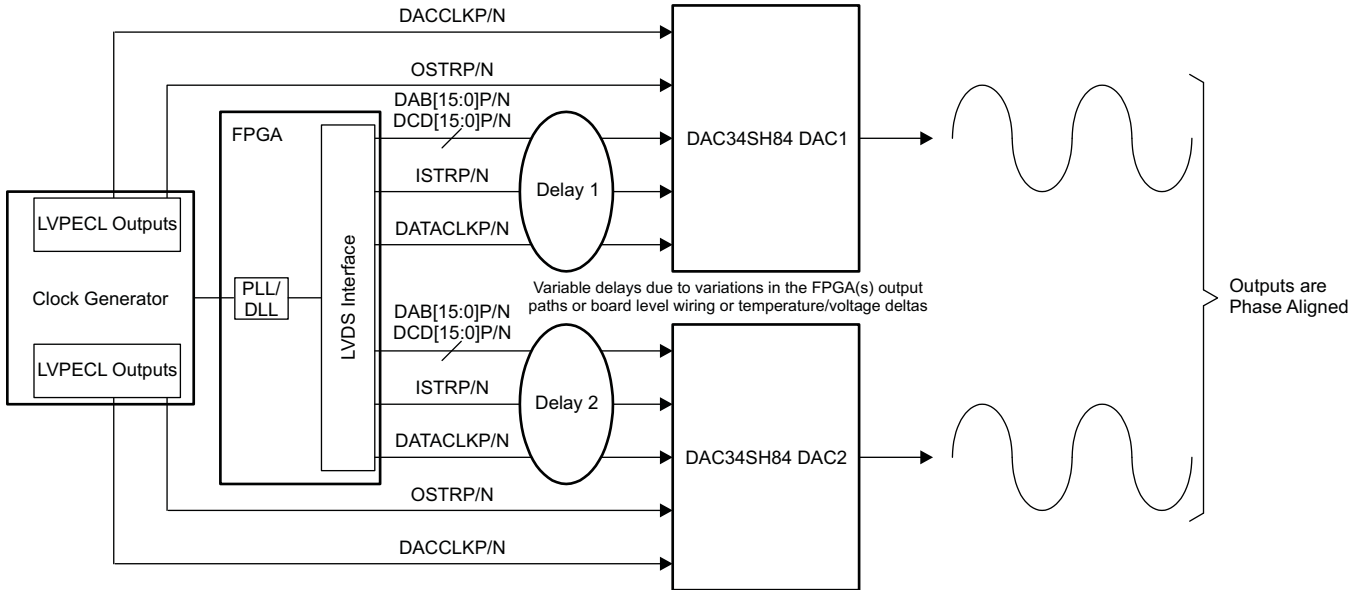 DACCLKP/N
OSTRP/N
DAB[15:0]P/N
DCD[15:0]P/N
FPGA
DAC34SH84 DAC1
ISTRP/N
Delay 1
LVPECL Outputs
DATACLKP/N
LVDS Interface
Clock Generator
PLL/
DLL
Variable delays due to variations in the FPGA(s) output
paths or board level wiring or temperature/voltage deltas
Outputs are
Phase Aligned
DAB[15:0]P/N
DCD[15:0]P/N
LVPECL Outputs
ISTRP/N
Delay 2
DATACLKP/N
DAC34SH84 DAC2
OSTRP/N
DACCLKP/N